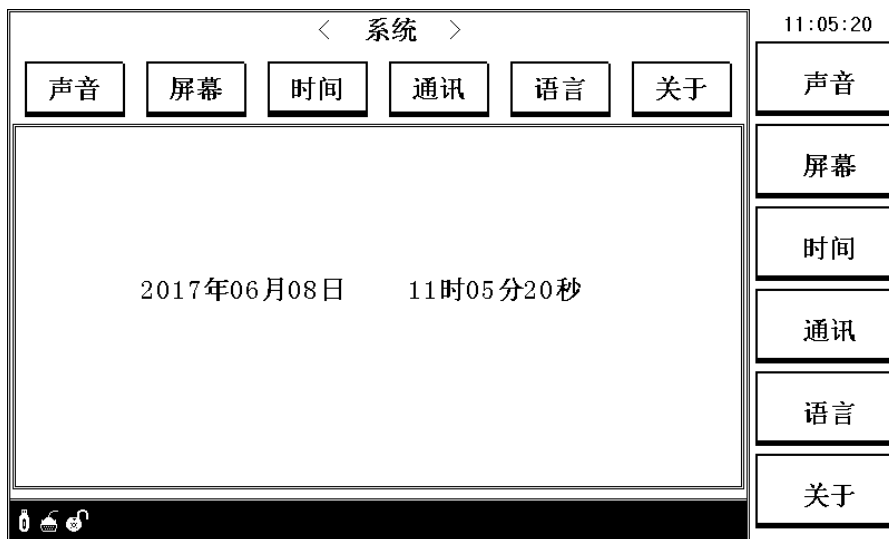 < 系统 >
11:05:20
声音 屏幕 时间 通讯 语言 关于
2017年06月08日 11时05分20秒
声音
屏幕
时间
通讯
语言
关于